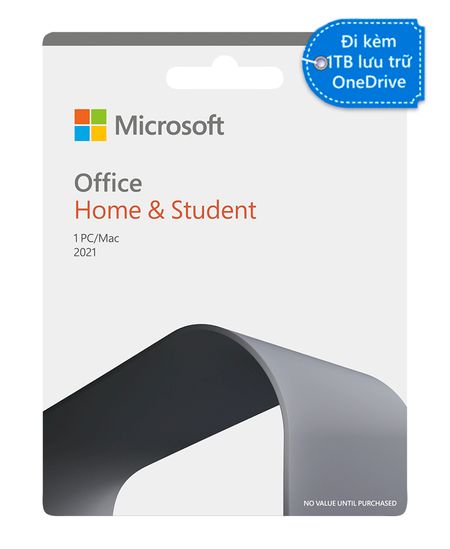 Đi kèm
1TB lưu trữ
OneDrive
Microsoft
Office
Home & Student
1 PC/Mac
2021
NO VALUE UNTIL PURCHASED